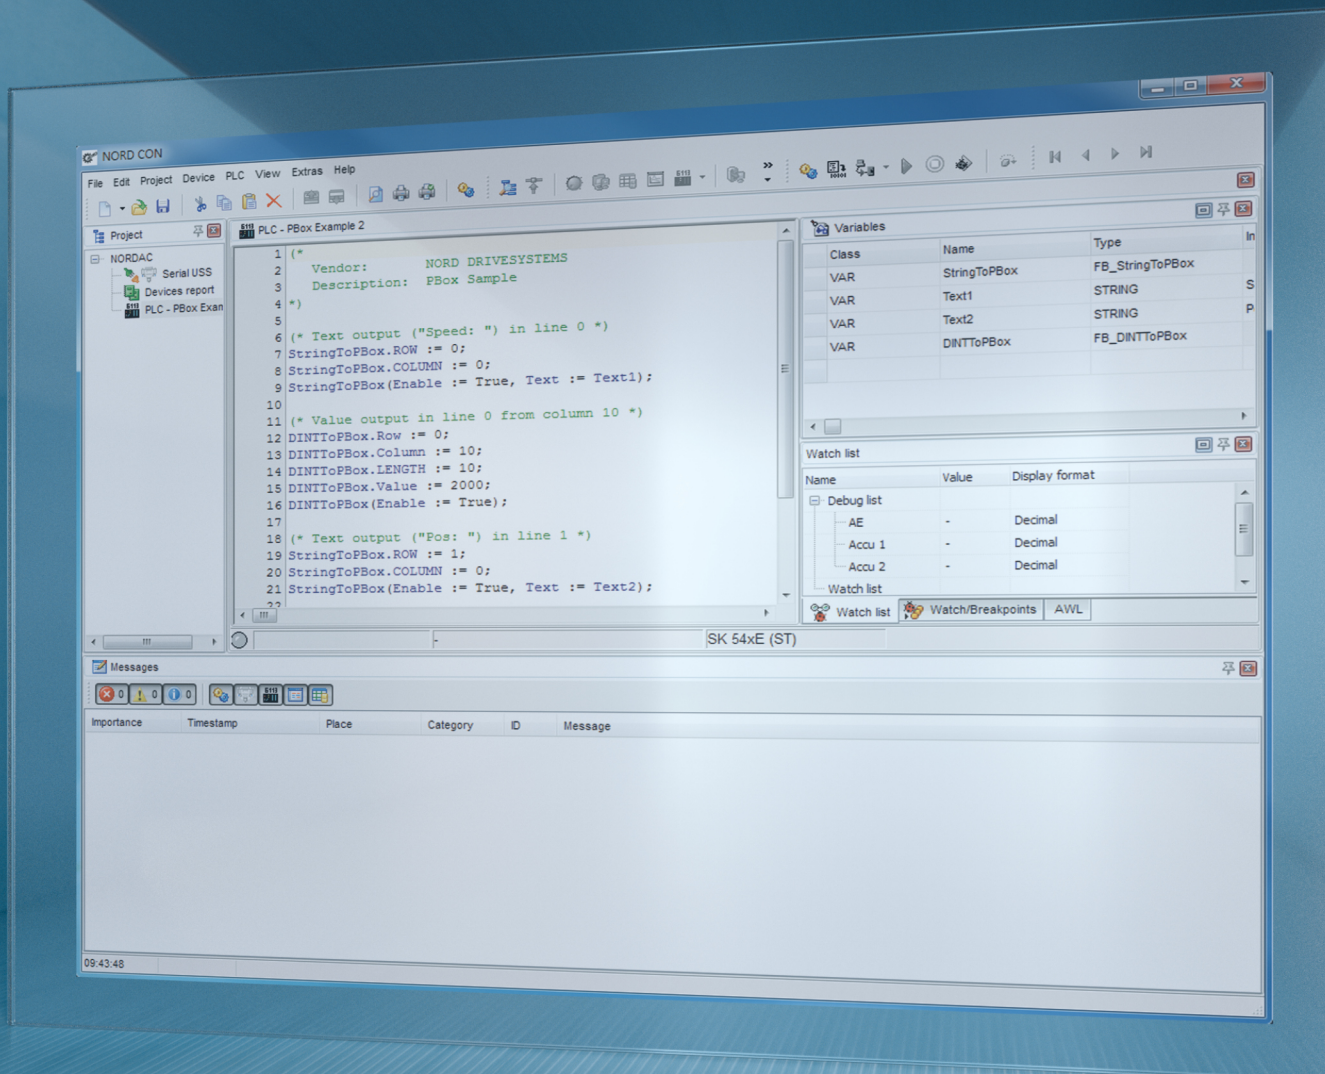 NORD CON
File Edit Project Device PLC View Extras Help
Project
NORDAC
Serial USS
Devices report
PLC - PBox Exam
PLC - PBox Example 2
1 (*
2 Vendor: NORD DRIVESYSTEMS
3 Description: PBox Sample
4 *)
5
6 (* Text output ("Speed: ") in line 0 *)
7 StringToPBox.ROW := 0;
8 StringToPBox.COLUMN := 0;
9 StringToPBox(Enable := True, Text := Text1);
10
11 (* Value output in line 0 from column 10 *)
12 DINTToPBox.Row := 0;
13 DINTToPBox.Column := 10;
14 DINTToPBox.LENGTH := 10;
15 DINTToPBox.Value := 2000;
16 DINTToPBox(Enable := True);
17
18 (* Text output ("Pos: ") in line 1 *)
19 StringToPBox.ROW := 1;
20 StringToPBox.COLUMN := 0;
21 StringToPBox(Enable := True, Text := Text2);
22
-
SK 54xE (ST)
Variables
Class Name Type In
VAR StringToPBox FB_StringToPBox
VAR Text1 STRING S
VAR Text2 STRING P
VAR DINTToPBox FB_DINTToPBox
Watch list
Name Value Display format
Debug list
AE - Decimal
Accu 1 - Decimal
Accu 2 - Decimal
Watch list
Watch list Watch/Breakpoints AWL
Messages
0 0 0
Importance Timestamp Place Category ID Message
09:43:48